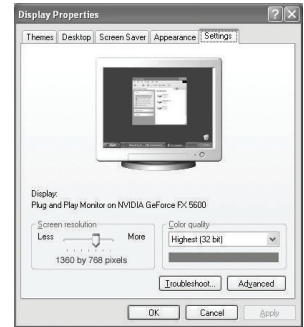 Display Properties
Themes Desktop Screen Saver Appearance Settings
Display:
Plug and Play Monitor on NVIDIA GeForce FX 5600
Screen resolution
Less More
1360 by 768 pixels
Color quality
Highest (32 bit)
Troubleshoot... Advanced
OK Cancel Apply